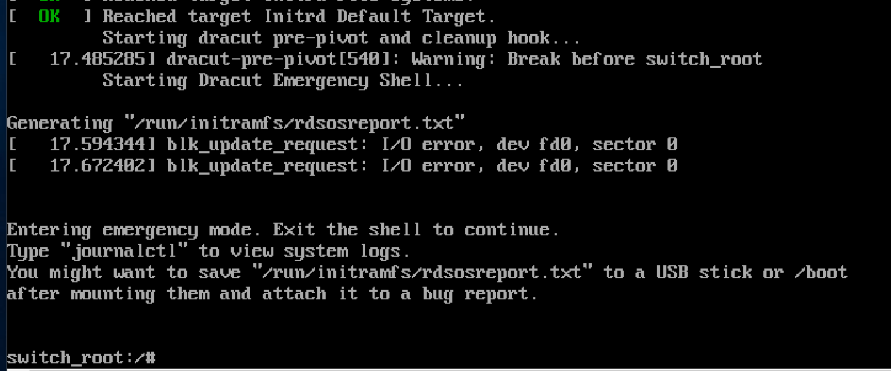 [  OK  ] Reached target Initrd Default Target.
Starting dracut pre-pivot and cleanup hook...
[   17.485285] dracut-pre-pivot[540]: Warning: Break before switch_root
Starting Dracut Emergency Shell...
Generating "/run/initramfs/rdsosreport.txt"
[   17.594344] blk_update_request: I/O error, dev fd0, sector 0
[   17.672402] blk_update_request: I/O error, dev fd0, sector 0
Entering emergency mode. Exit the shell to continue.
Type "journalctl" to view system logs.
You might want to save "/run/initramfs/rdsosreport.txt" to a USB stick or /boot
after mounting them and attach it to a bug report.
switch_root:/#